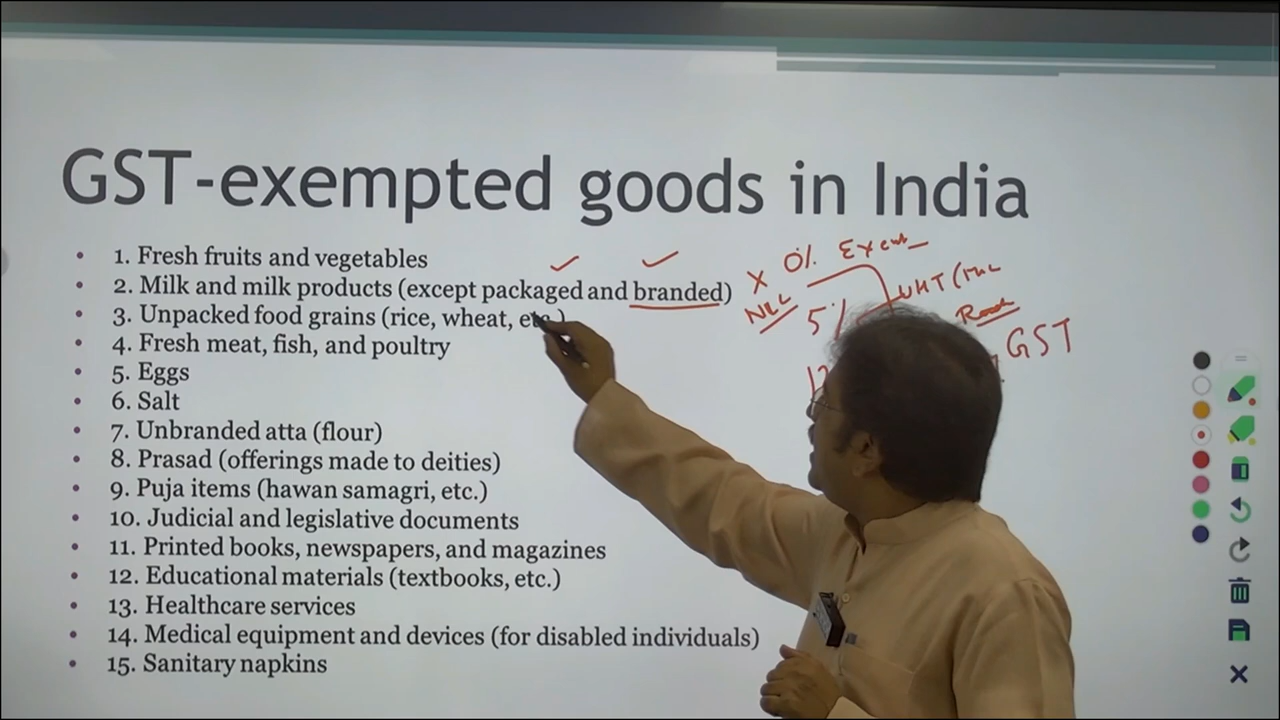 GST-exempted goods in India
• 1. Fresh fruits and vegetables
• 2. Milk and milk products (except packaged and branded)
• 3. Unpacked food grains (rice, wheat, etc.)
• 4. Fresh meat, fish, and poultry
• 5. Eggs
• 6. Salt
• 7. Unbranded atta (flour)
• 8. Prasad (offerings made to deities)
• 9. Puja items (hawan samagri, etc.)
• 10. Judicial and legislative documents
• 11. Printed books, newspapers, and magazines
• 12. Educational materials (textbooks, etc.)
• 13. Healthcare services
• 14. Medical equipment and devices (for disabled individuals)
• 15. Sanitary napkins
0%
UHT
5%
GST